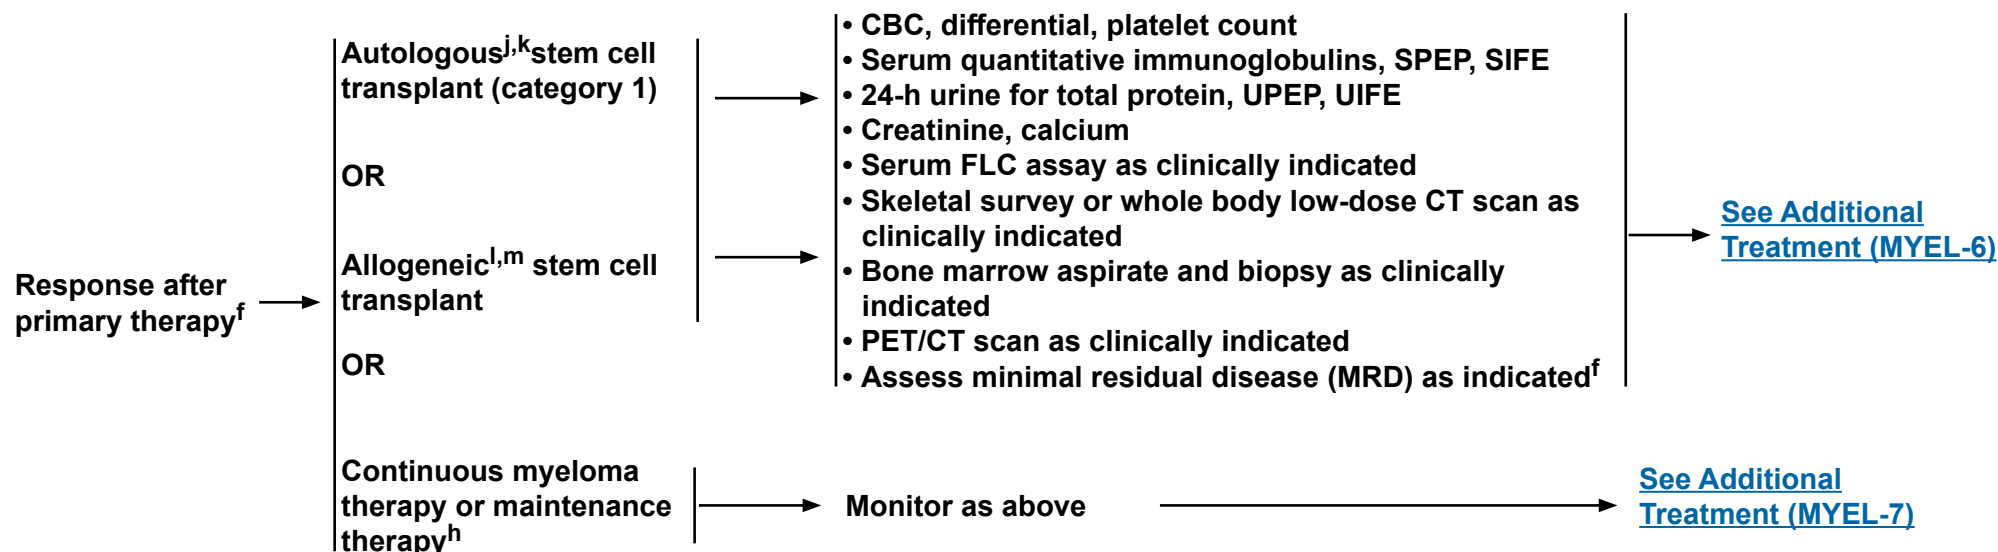 Response after
primary therapyf
Autologousj,kstem cell
transplant (category 1)
OR
Allogeneicl,m stem cell
transplant
OR
Continuous myeloma
therapy or maintenance
therapyh
• CBC, differential, platelet count
• Serum quantitative immunoglobulins, SPEP, SIFE
• 24-h urine for total protein, UPEP, UIFE
• Creatinine, calcium
• Serum FLC assay as clinically indicated
• Skeletal survey or whole body low-dose CT scan as
clinically indicated
• Bone marrow aspirate and biopsy as clinically
indicated
• PET/CT scan as clinically indicated
• Assess minimal residual disease (MRD) as indicatedf
Monitor as above
See Additional
Treatment (MYEL-6)
See Additional
Treatment (MYEL-7)